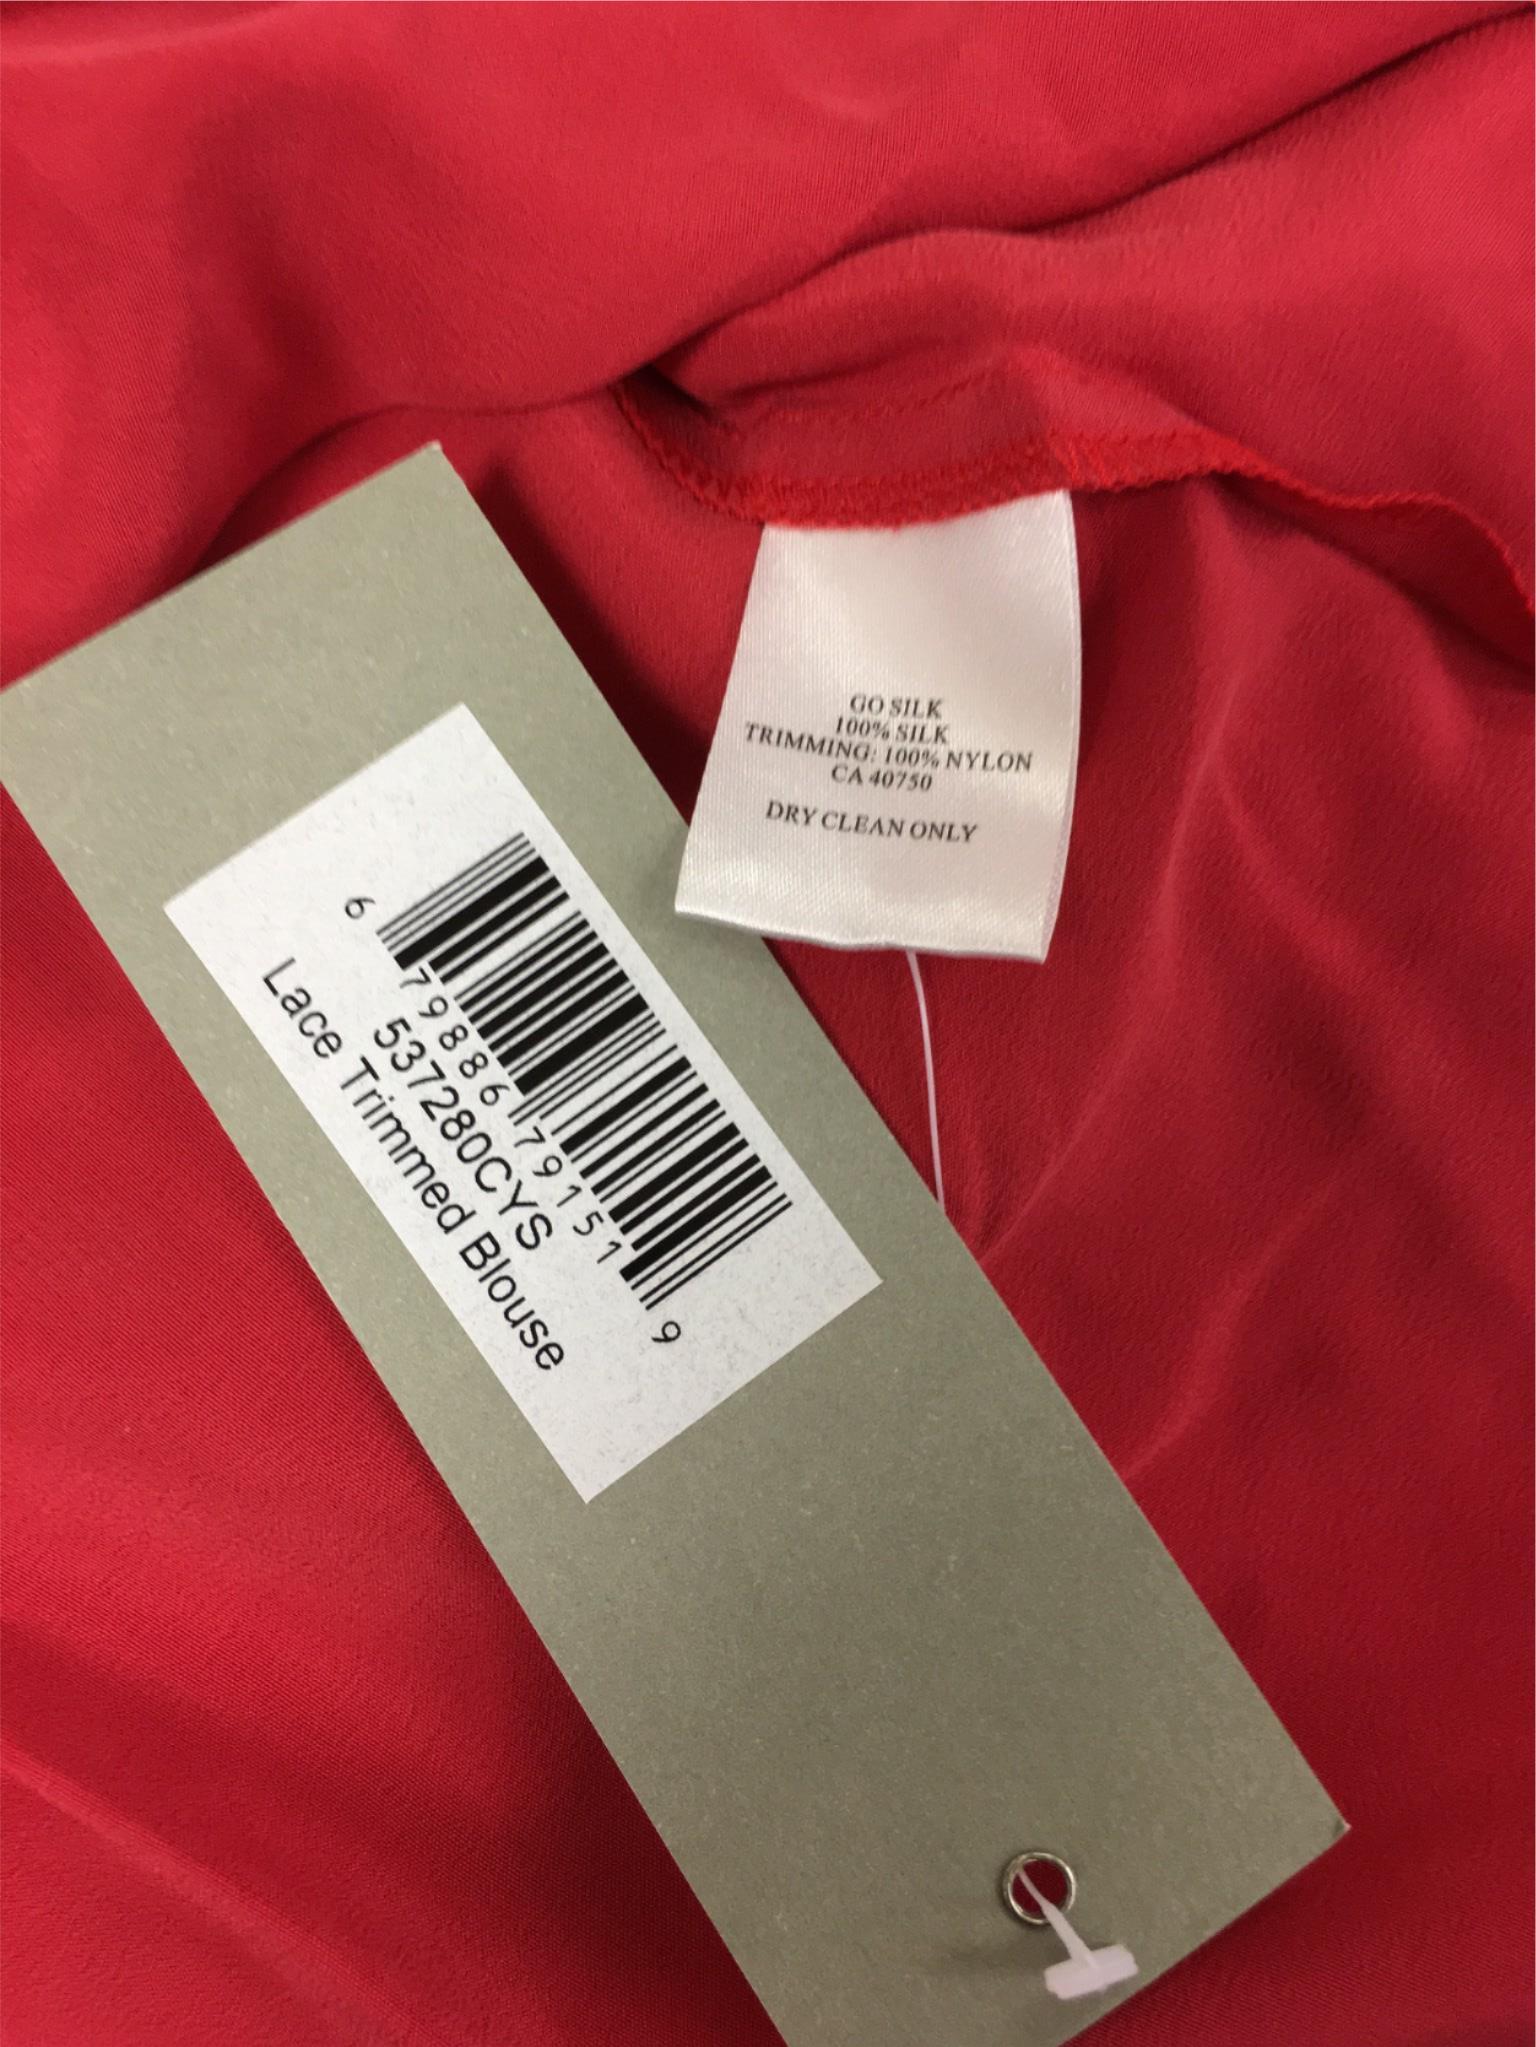 GO SILK
100% SILK
TRIMMING: 100% NYLON
CA 40750
DRY CLEAN ONLY
6 79886 79151 9
537280CYS
Lace Trimmed Blouse